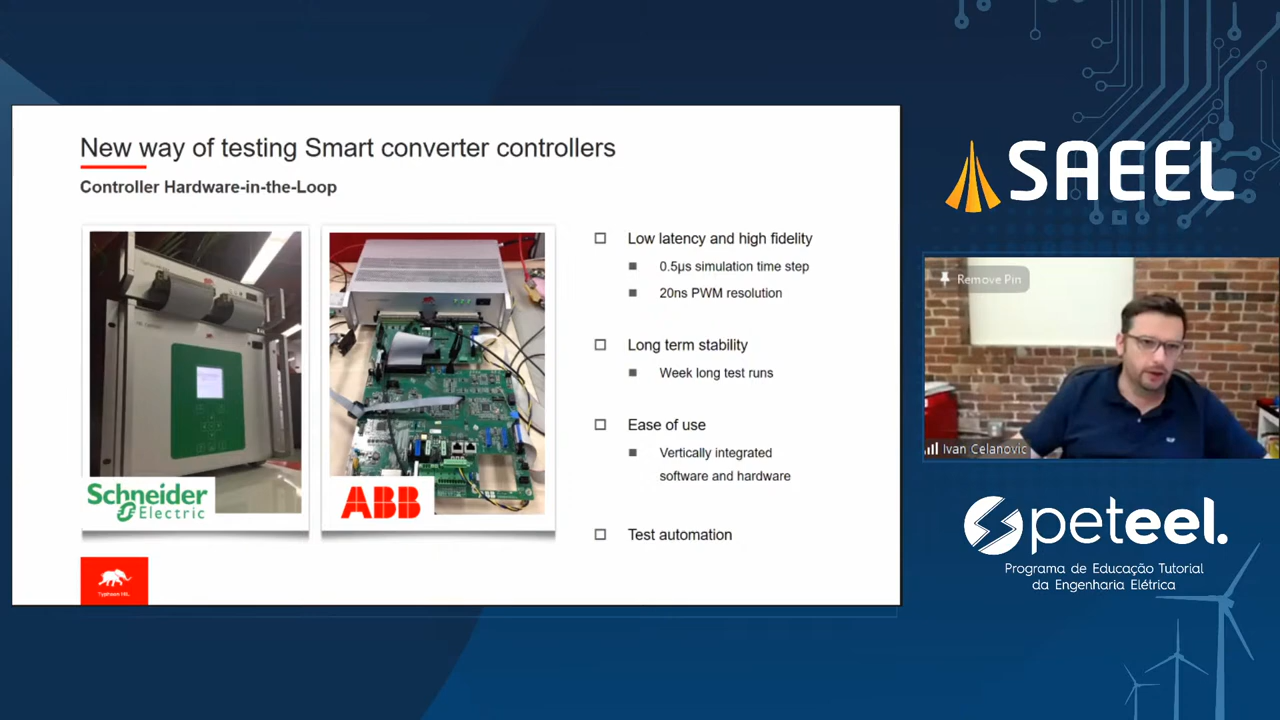 New way of testing Smart converter controllers
Controller Hardware-in-the-Loop
Schneider
Electric
ABB
Low latency and high fidelity
0.5µs simulation time step
20ns PWM resolution
Long term stability
Week long test runs
Ease of use
Vertically integrated
software and hardware
Test automation
Typhoon HIL
SAEEL
Remove Pin
Ivan Celanovic
peteel.
Programa de Educação Tutorial
da Engenharia Elétrica